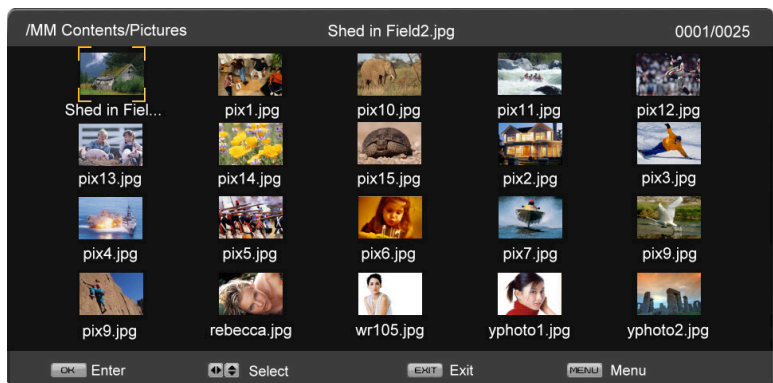 /MM Contents/Pictures Shed in Field2.jpg 0001/0025
Shed in Fiel... pix1.jpg pix10.jpg pix11.jpg pix12.jpg
pix13.jpg pix14.jpg pix15.jpg pix2.jpg pix3.jpg
pix4.jpg pix5.jpg pix6.jpg pix7.jpg pix9.jpg
pix9.jpg rebecca.jpg wr105.jpg yphoto1.jpg yphoto2.jpg
OK Enter Select EXIT Exit MENU Menu